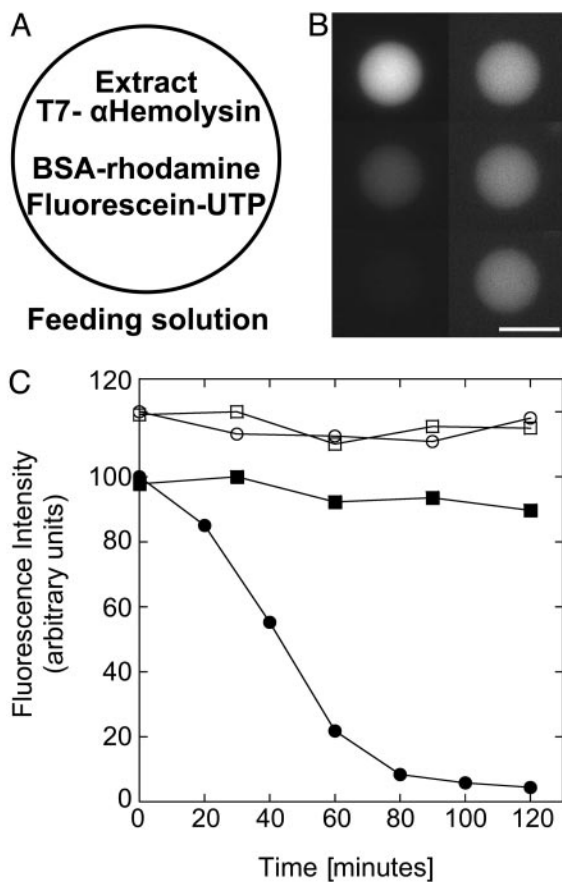 A
Extract
T7- αHemolysin
BSA-rhodamine
Fluorescein-UTP
Feeding solution
B
C
Fluorescence Intensity
(arbitrary units)
120
100
80
60
40
20
0
0 20 40 60 80 100 120
Time [minutes]